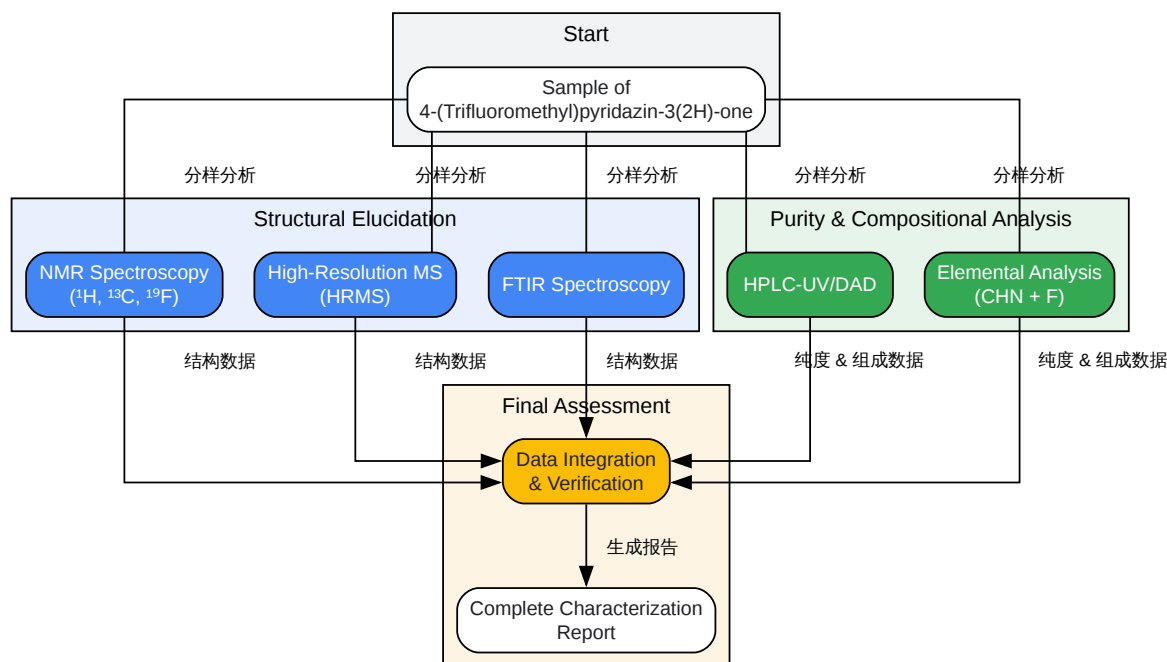 Start
Sample of
4-(Trifluoromethyl)pyridazin-3(2H)-one
分样分析
分样分析
分样分析
分样分析
分样分析
Structural Elucidation
Purity & Compositional Analysis
NMR Spectroscopy
(¹H, ¹³C, ¹⁹F)
High-Resolution MS
(HRMS)
FTIR Spectroscopy
HPLC-UV/DAD
Elemental Analysis
(CHN + F)
结构数据
结构数据
结构数据
纯度 & 组成数据
纯度 & 组成数据
Final Assessment
Data Integration
& Verification
生成报告
Complete Characterization
Report